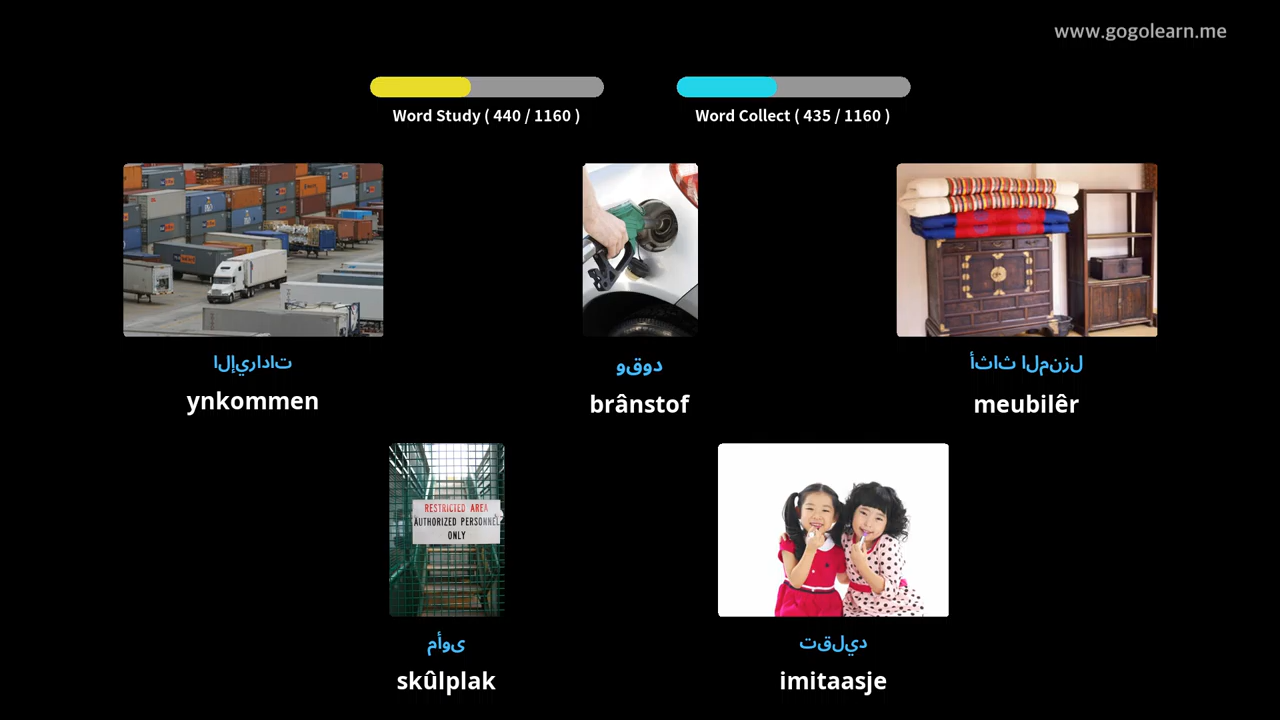 www.gogolearn.me
Word Study ( 440 / 1160 )
Word Collect ( 435 / 1160 )
الإيرادات
ynkommen
وقود
brânstof
أثاث المنزل
meubilêr
RESTRICTED AREA
AUTHORIZED PERSONNEL
ONLY
مأوى
skûlplak
تقليد
imitaasje